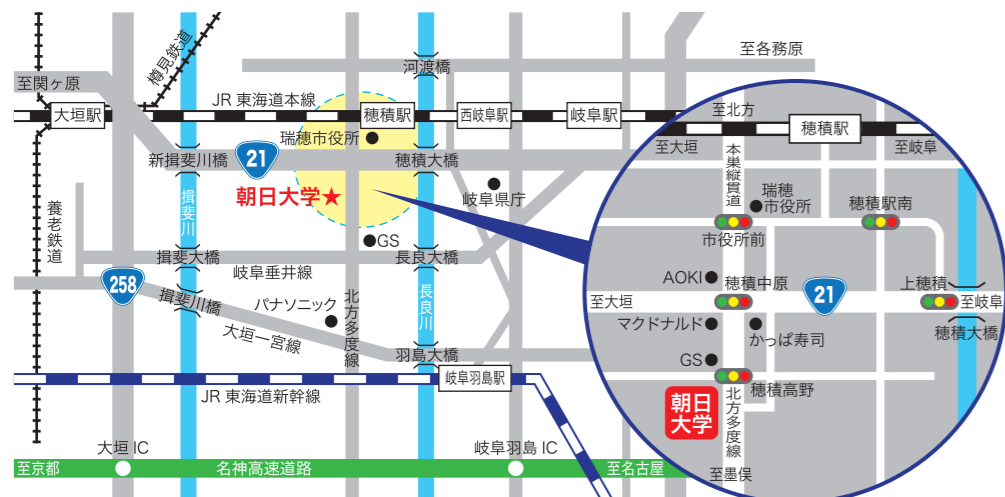 樽見鉄道
至関ヶ原
河渡橋
至各務原
JR 東海道本線
大垣駅
穂積駅
西岐阜駅
岐阜駅
瑞穂市役所
新揖斐川橋
21
穂積大橋
朝日大学★
岐阜県庁
揖斐川
養老鉄道
GS
揖斐大橋
長良大橋
岐阜垂井線
258
揖斐川橋
パナソニック
北方多度線
長良川
大垣一宮線
羽島大橋
岐阜羽島駅
JR 東海道新幹線
大垣 IC
岐阜羽島 IC
至京都
名神高速道路
至名古屋
至北方
穂積駅
至大垣
至岐阜
本巣縦貫道
瑞穂
市役所
穂積駅南
市役所前
AOKI
穂積中原
21
上穂積
至大垣
至岐阜
マクドナルド
かっぱ寿司
穂積大橋
GS
穂積高野
朝日
大学
北方多度線
至墨俣